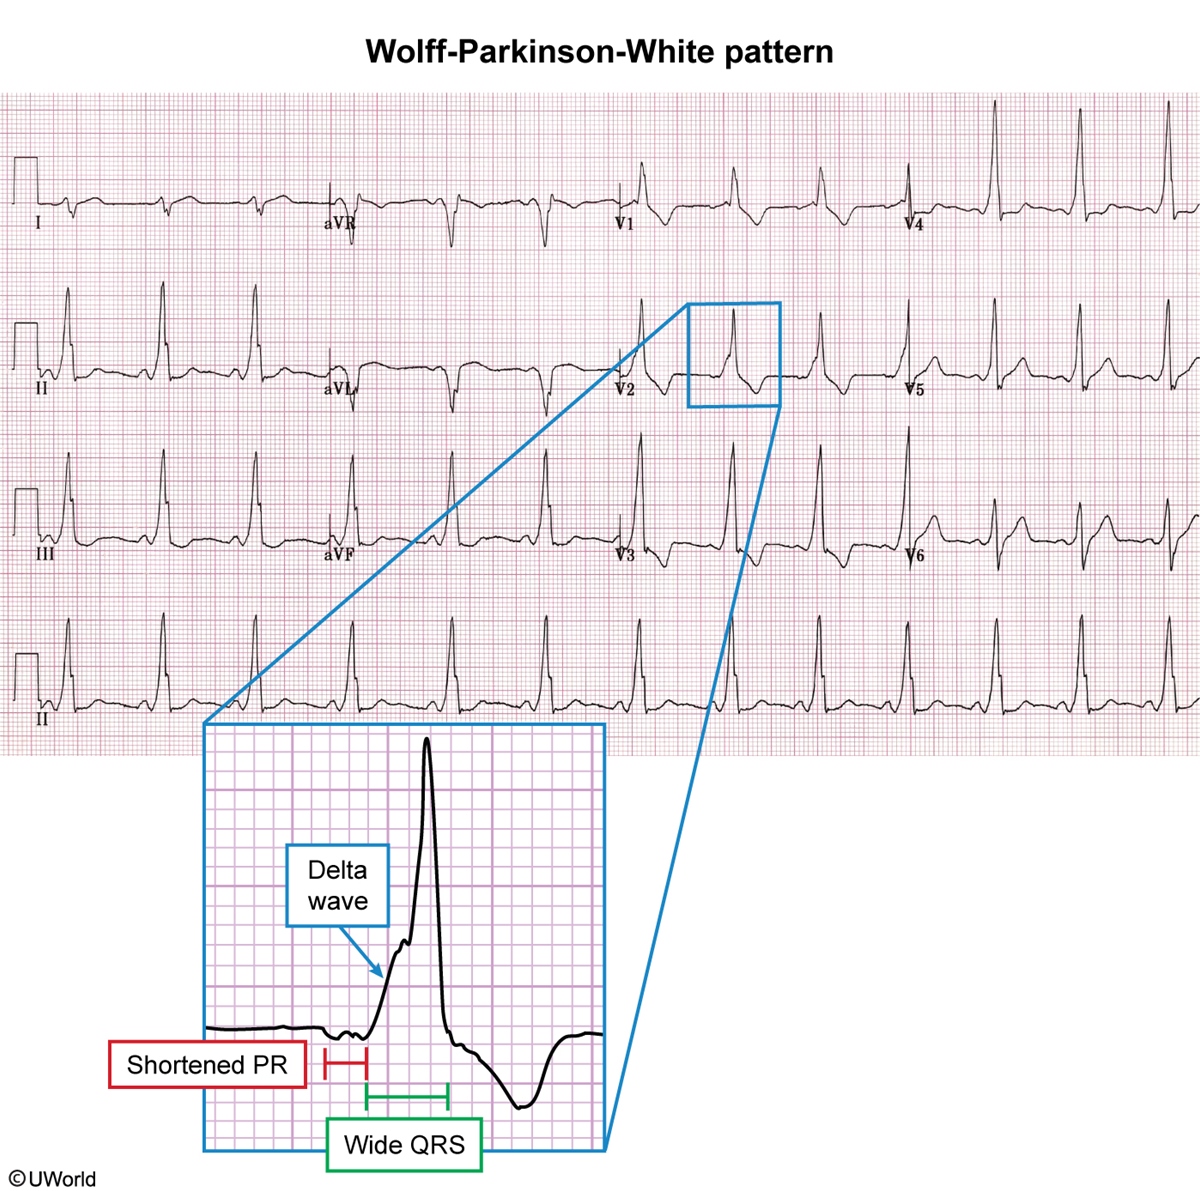 Wolff-Parkinson-White pattern
I
aVR
V1
V4
II
aVL
V2
V5
III
aVF
V3
V6
II
Delta
wave
Shortened PR
Wide QRS
©UWorld